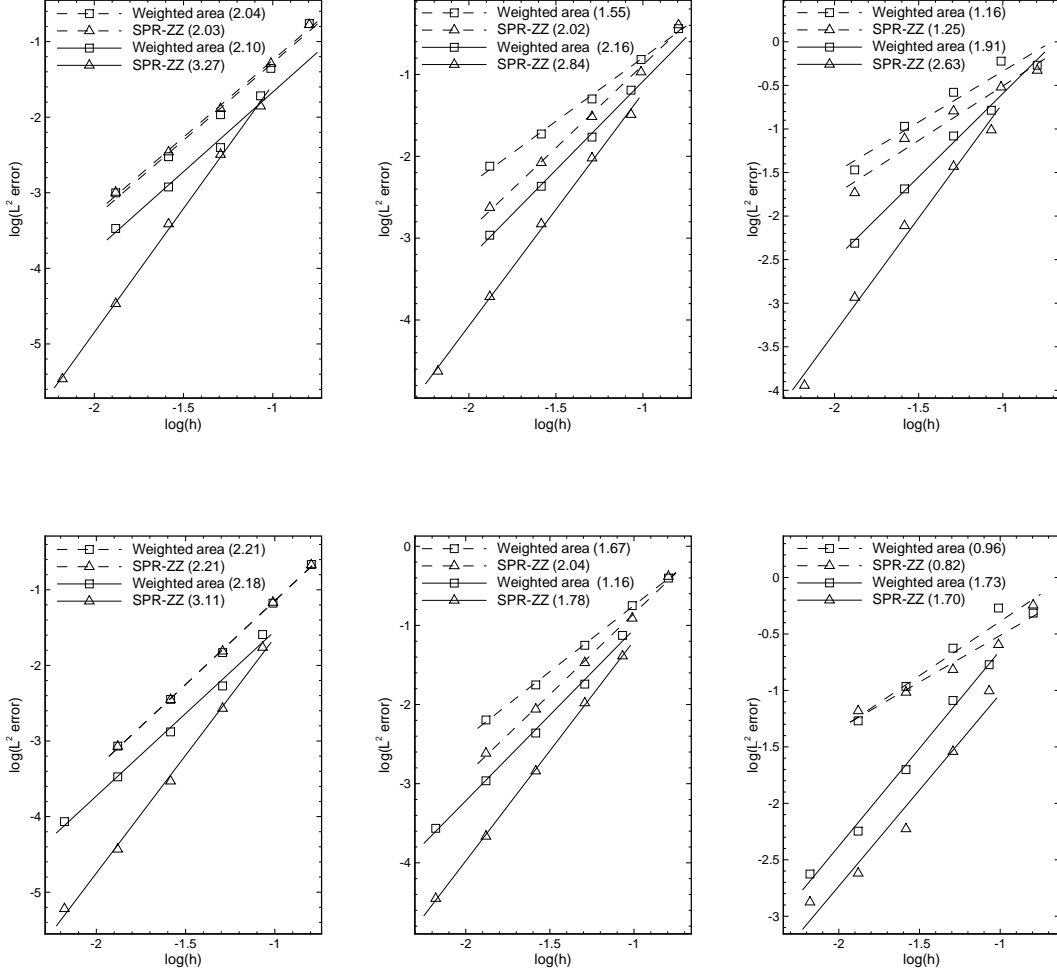 Weighted area (2.04)
SPR-ZZ (2.03)
Weighted area (2.10)
SPR-ZZ (3.27)
-1
-2
-3
-4
-5
log(L² error)
-2
-1.5
-1
log(h)
Weighted area (1.55)
SPR-ZZ (2.02)
Weighted area (2.16)
SPR-ZZ (2.84)
-1
-2
-3
-4
log(L² error)
-2
-1.5
-1
log(h)
Weighted area (1.16)
SPR-ZZ (1.25)
Weighted area (1.91)
SPR-ZZ (2.63)
0
-0.5
-1
-1.5
-2
-2.5
-3
-3.5
-4
log(L² error)
-2
-1.5
-1
log(h)
Weighted area (2.21)
SPR-ZZ (2.21)
Weighted area (2.18)
SPR-ZZ (3.11)
-1
-2
-3
-4
-5
log(L² error)
-2
-1.5
-1
log(h)
Weighted area (1.67)
SPR-ZZ (2.04)
Weighted area (1.16)
SPR-ZZ (1.78)
0
-1
-2
-3
-4
log(L² error)
-2
-1.5
-1
log(h)
Weighted area (0.96)
SPR-ZZ (0.82)
Weighted area (1.73)
SPR-ZZ (1.70)
0
-0.5
-1
-1.5
-2
-2.5
-3
log(L² error)
-2
-1.5
-1
log(h)